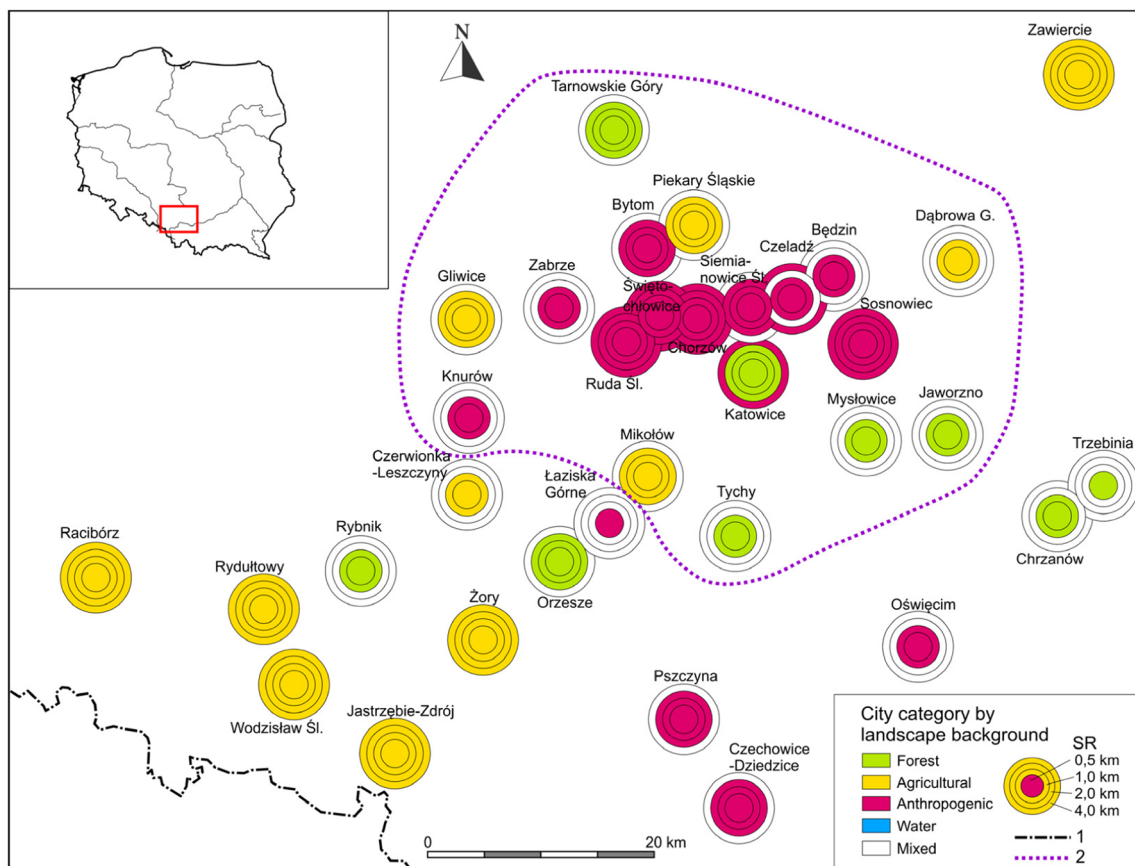 N
Zawiercie
Tarnowskie Góry
Piekary Śląskie
Bytom
Będzin
Dąbrowa G.
Czeladź
Siemia-
nowice Śl.
Zabrze
Gliwice
Święto-
chłowice
Sosnowiec
Chorzów
Ruda Śl.
Katowice
Knurów
Mysłowice
Jaworzno
Mikołów
Trzebinia
Czerwionka
-Leszczyny
Łaziska
Górne
Tychy
Racibórz
Rybnik
Chrzanów
Rydułtowy
Orzesze
Żory
Oświęcim
Pszczyna
Wodzisław Śl.
Jastrzębie-Zdrój
Czechowice
-Dziedzice
0
20 km
City category by
landscape background
Forest
Agricultural
Anthropogenic
Water
Mixed
SR
0,5 km
1,0 km
2,0 km
4,0 km
1
2